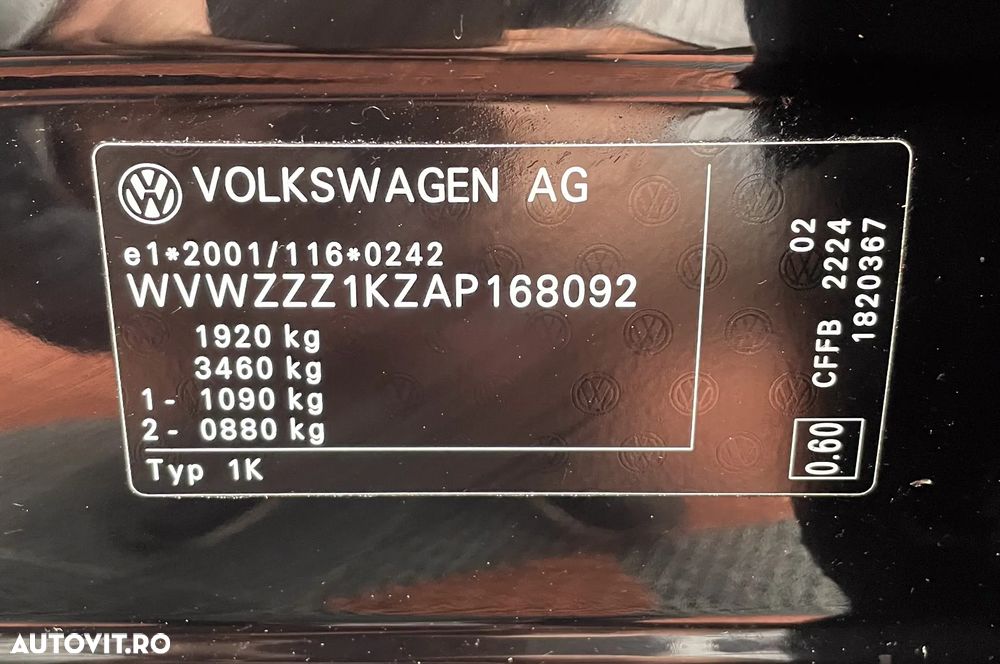 VOLKSWAGEN AG
e1*2001/116*0242
WVWZZZ1KZAP168092
1920 kg
3460 kg
1- 1090 kg
2- 0880 kg
Typ 1K
02
CFFB 2224
1820367
0.60
AUTOVIT.RO